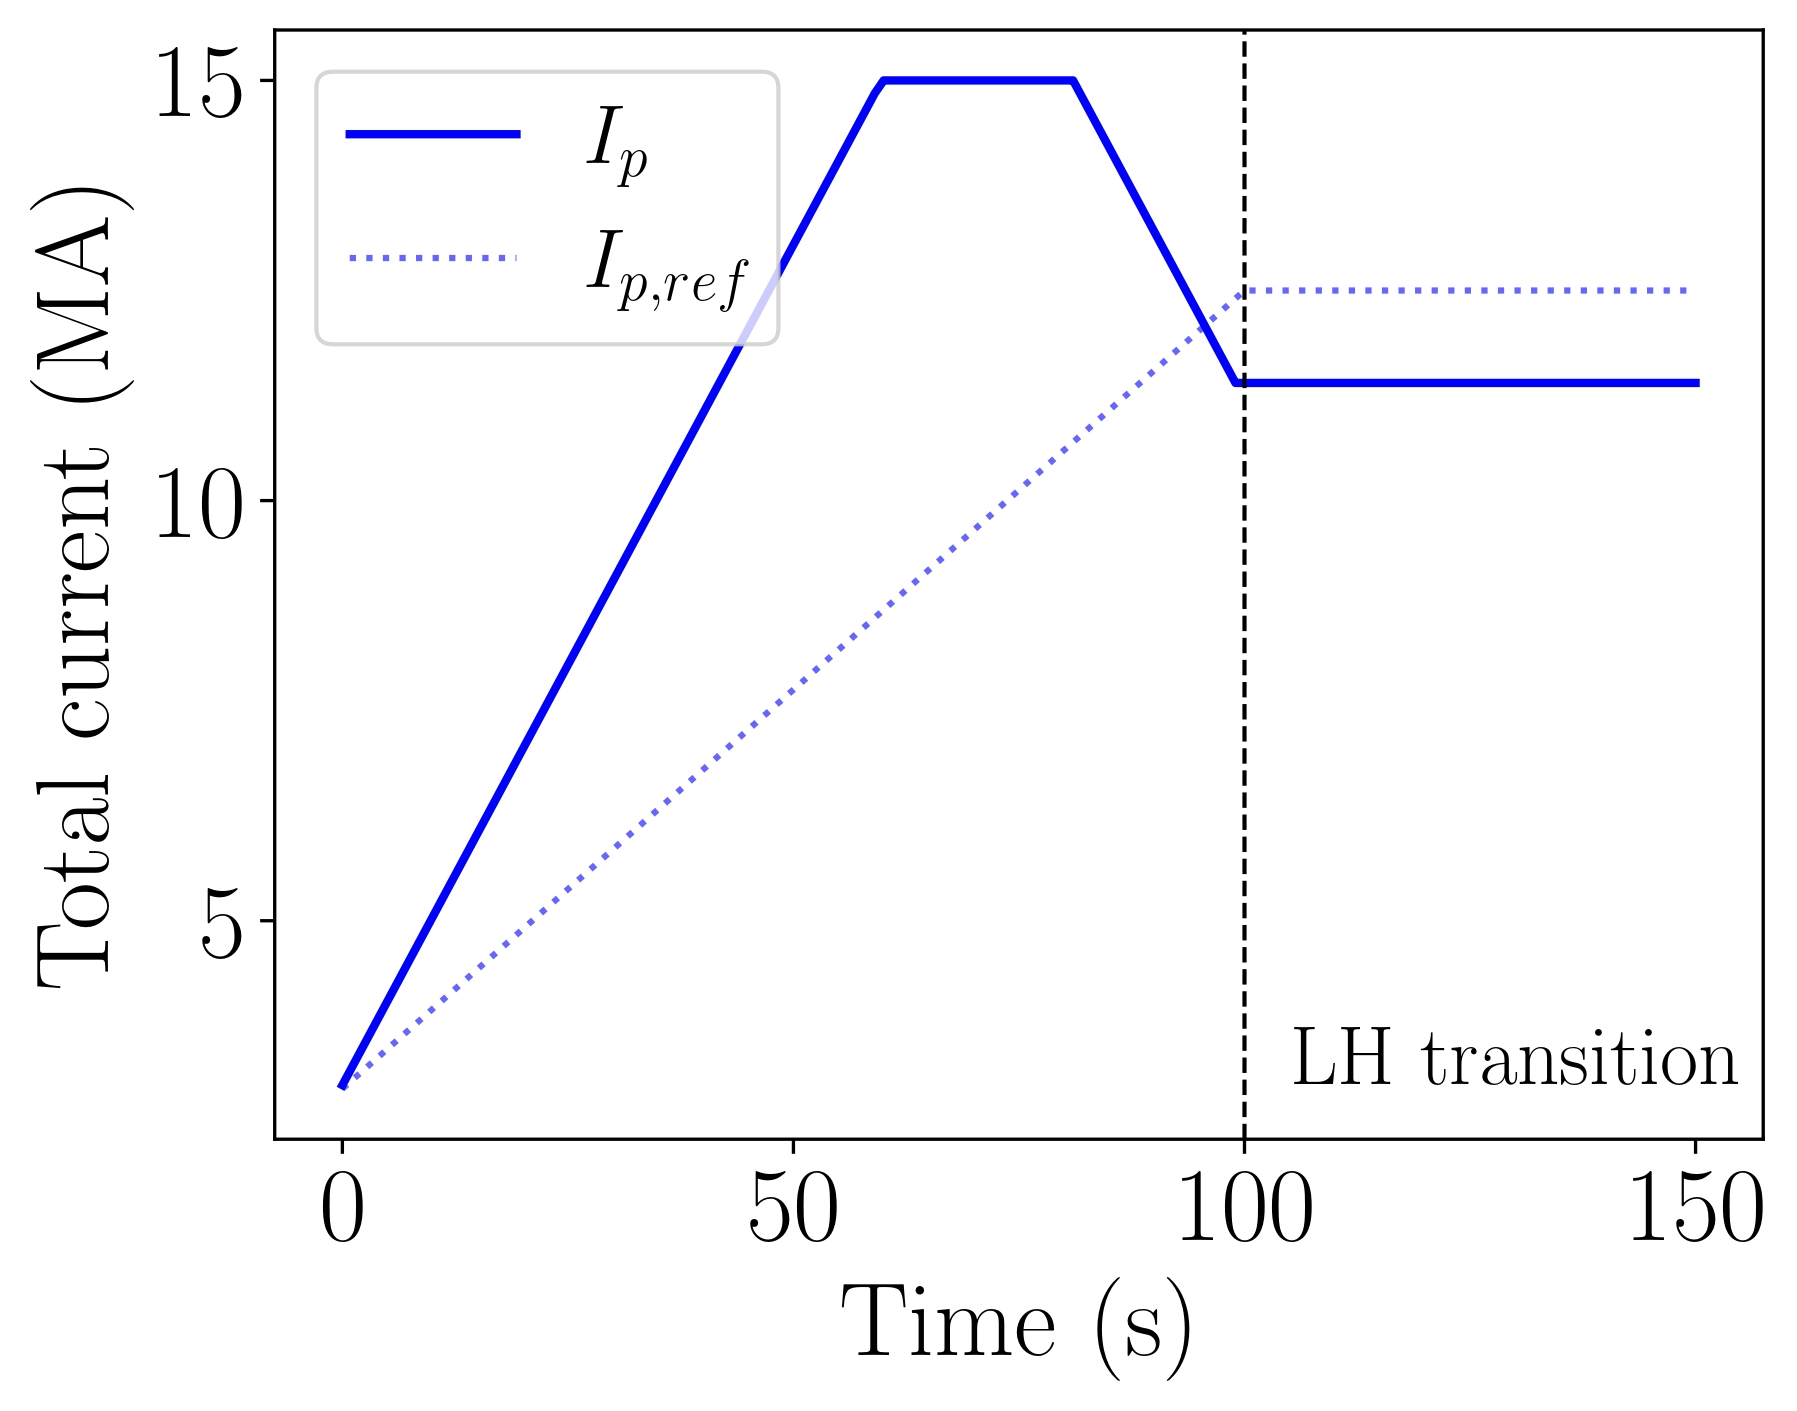 Total current (MA)
15
10
5
I_p
I_{p,ref}
LH transition
0 50 100 150
Time (s)